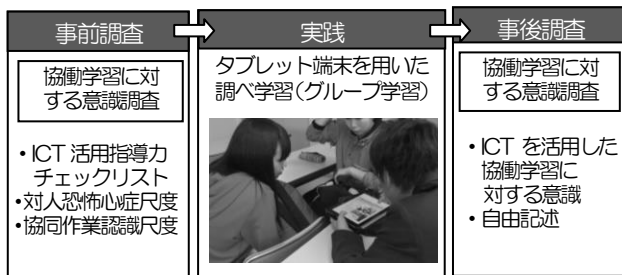 事前調査
協働学習に対
する意識調査
・ICT 活用指導力
チェックリスト
・対人恐怖心症尺度
・協同作業認識尺度
実践
タブレット端末を用いた
調べ学習(グループ学習)
事後調査
協働学習に対
する意識調査
・ICT を活用した
協働学習に
対する意識
・自由記述